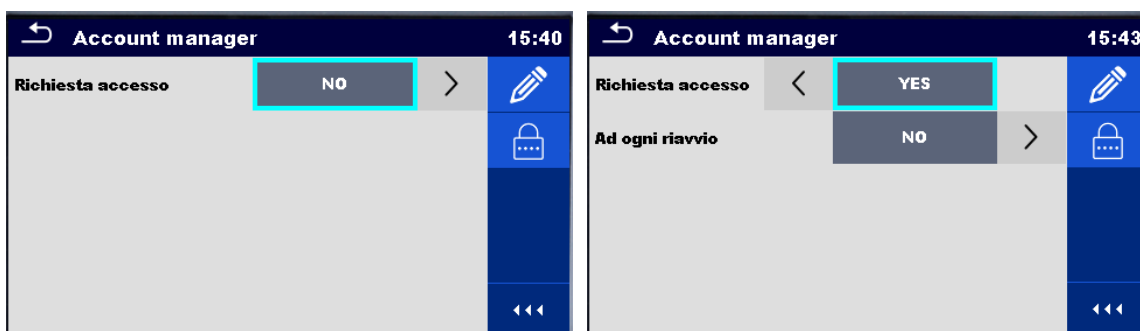 Account manager 15:40
Richiesta accesso NO
Account manager 15:43
Richiesta accesso YES
Ad ogni riavvio NO